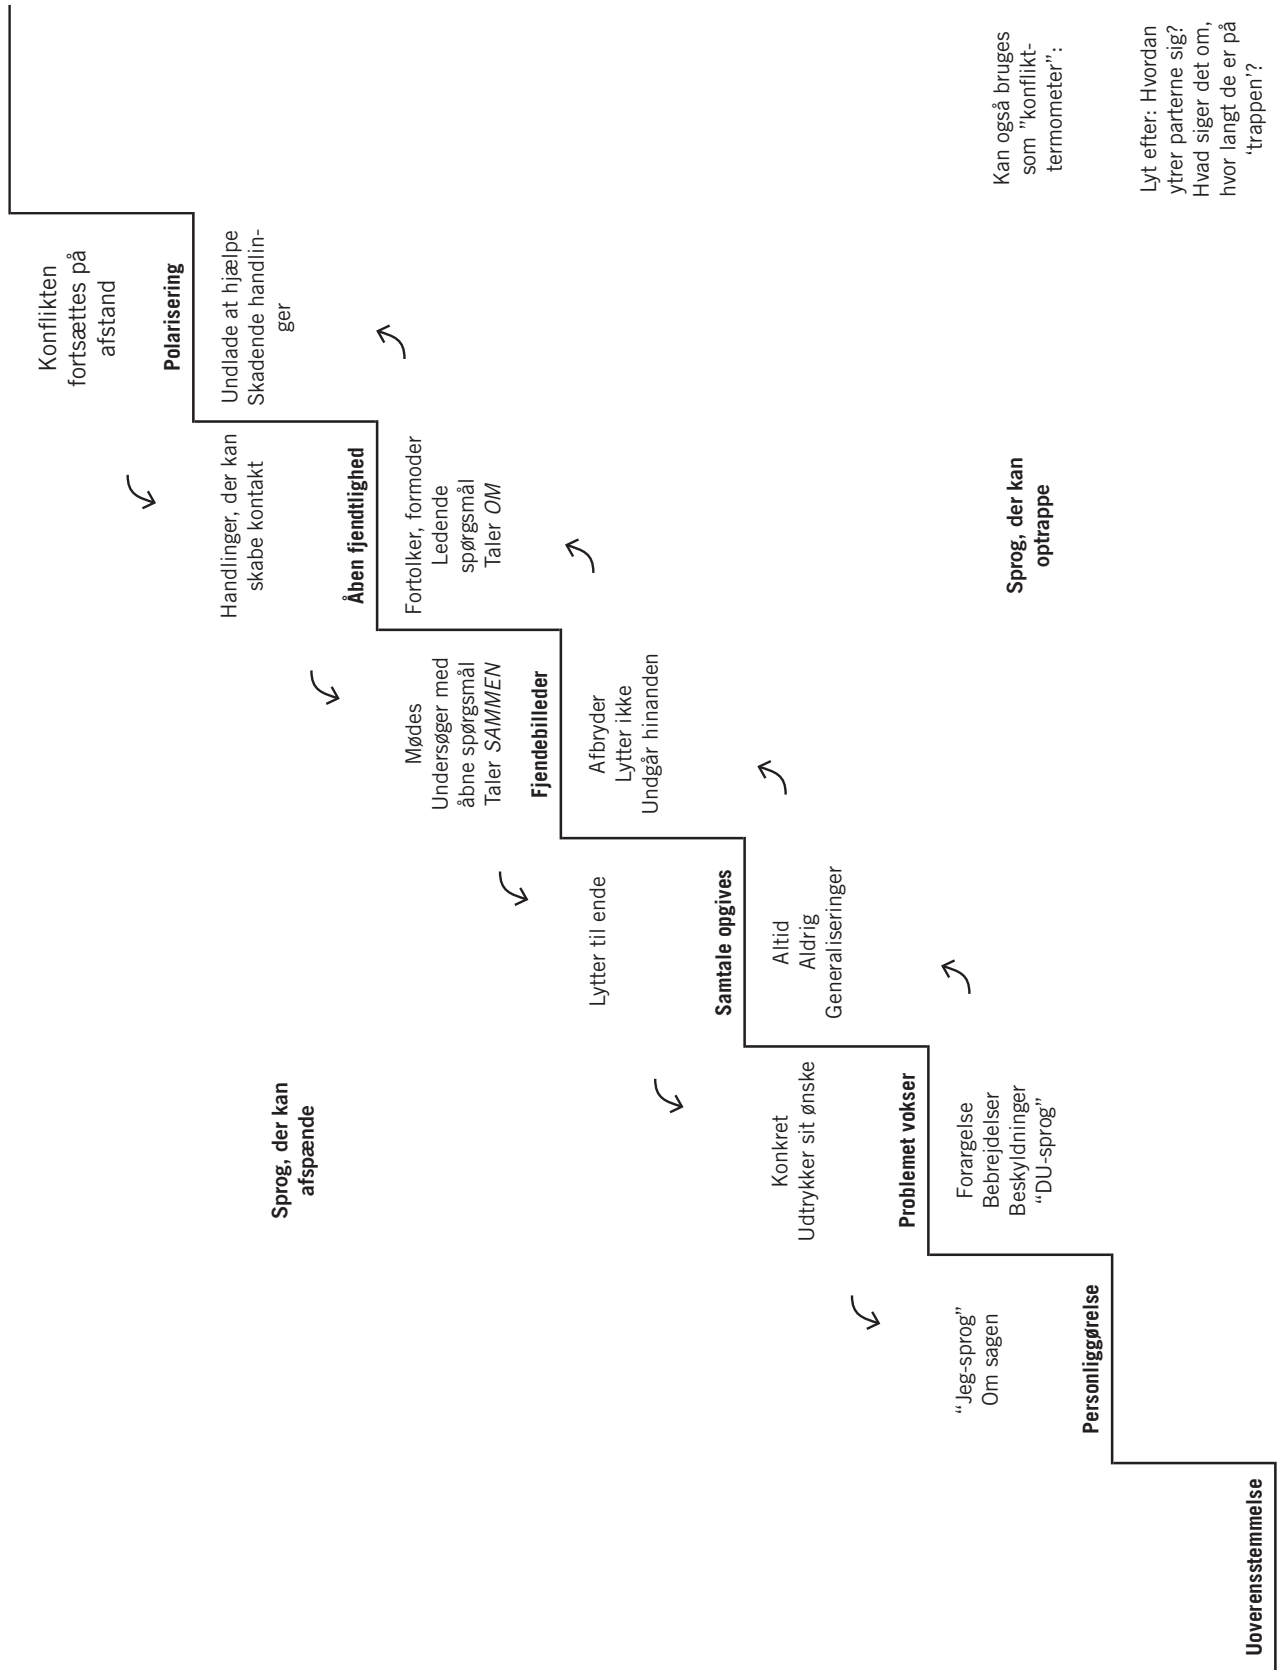 Konflikten
fortsættes på
afstand
Polarisering
Undlade at hjælpe
Skadende handlin-
ger
Handlinger, der kan
skabe kontakt
Åben fjendtlighed
Fortolker, formoder
Ledende
spørgsmål
Taler OM
Mødes
Undersøger med
åbne spørgsmål
Taler SAMMEN
Fjendebilleder
Afbryder
Lytter ikke
Undgår hinanden
Lytter til ende
Samtale opgives
Altid
Aldrig
Generaliseringer
Konkret
Udtrykker sit ønske
Problemet vokser
Forargelse
Bebrejdelser
Beskyldninger
“DU-sprog”
“Jeg-sprog”
Om sagen
Personliggørelse
Uoverensstemmelse
Sprog, der kan
afspænde
Sprog, der kan
optrappe
Kan også bruges
som ”konflikt-
termometer”:
Lyt efter: Hvordan
ytrer parterne sig?
Hvad siger det om,
hvor langt de er på
‘trappen’?